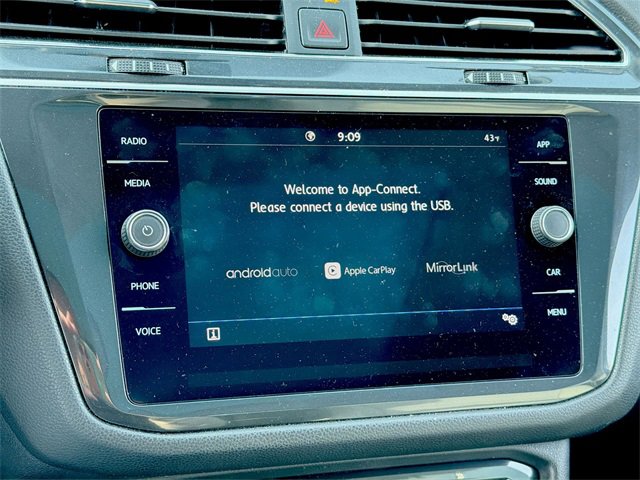 9:09
43°F
RADIO
MEDIA
PHONE
VOICE
Welcome to App-Connect.
Please connect a device using the USB.
androidauto
Apple CarPlay
MirrorLink
APP
SOUND
CAR
MENU